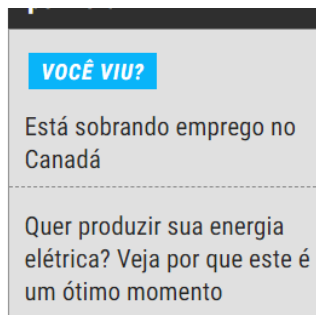 VOCÊ VIU?
Está sobrando emprego no
Canadá
Quer produzir sua energia
elétrica? Veja por que este é
um ótimo momento